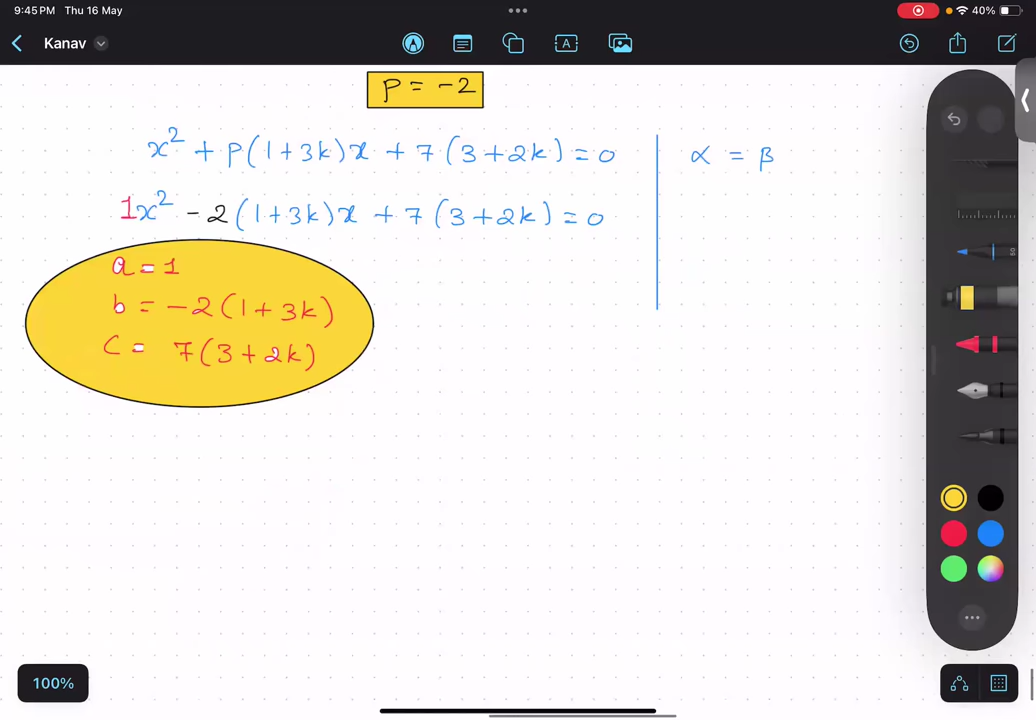 9:45 PM Thu 16 May
40%
Kanav
A
p = -2
x² + p(1+3k)x + 7(3+2k) = 0
α = β
1x² - 2(1+3k)x + 7(3+2k) = 0
a = 1
b = -2(1+3k)
c = 7(3+2k)
100%